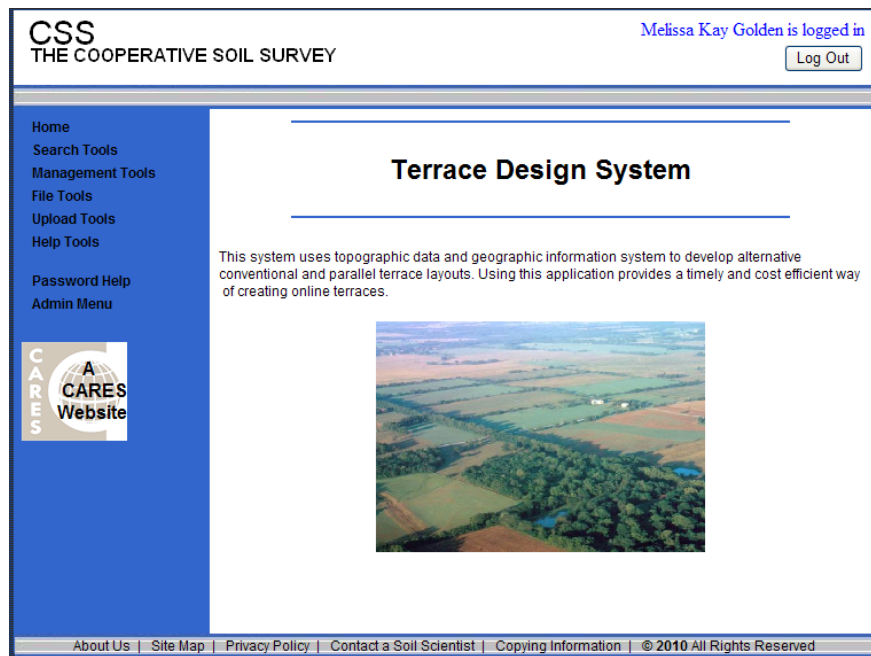 CSS
THE COOPERATIVE SOIL SURVEY
Melissa Kay Golden is logged in
Log Out
Home
Search Tools
Management Tools
File Tools
Upload Tools
Help Tools
Password Help
Admin Menu
CARES
A
CARES
Website
Terrace Design System
This system uses topographic data and geographic information system to develop alternative
conventional and parallel terrace layouts. Using this application provides a timely and cost efficient way
of creating online terraces.
About Us | Site Map | Privacy Policy | Contact a Soil Scientist | Copying Information | © 2010 All Rights Reserved